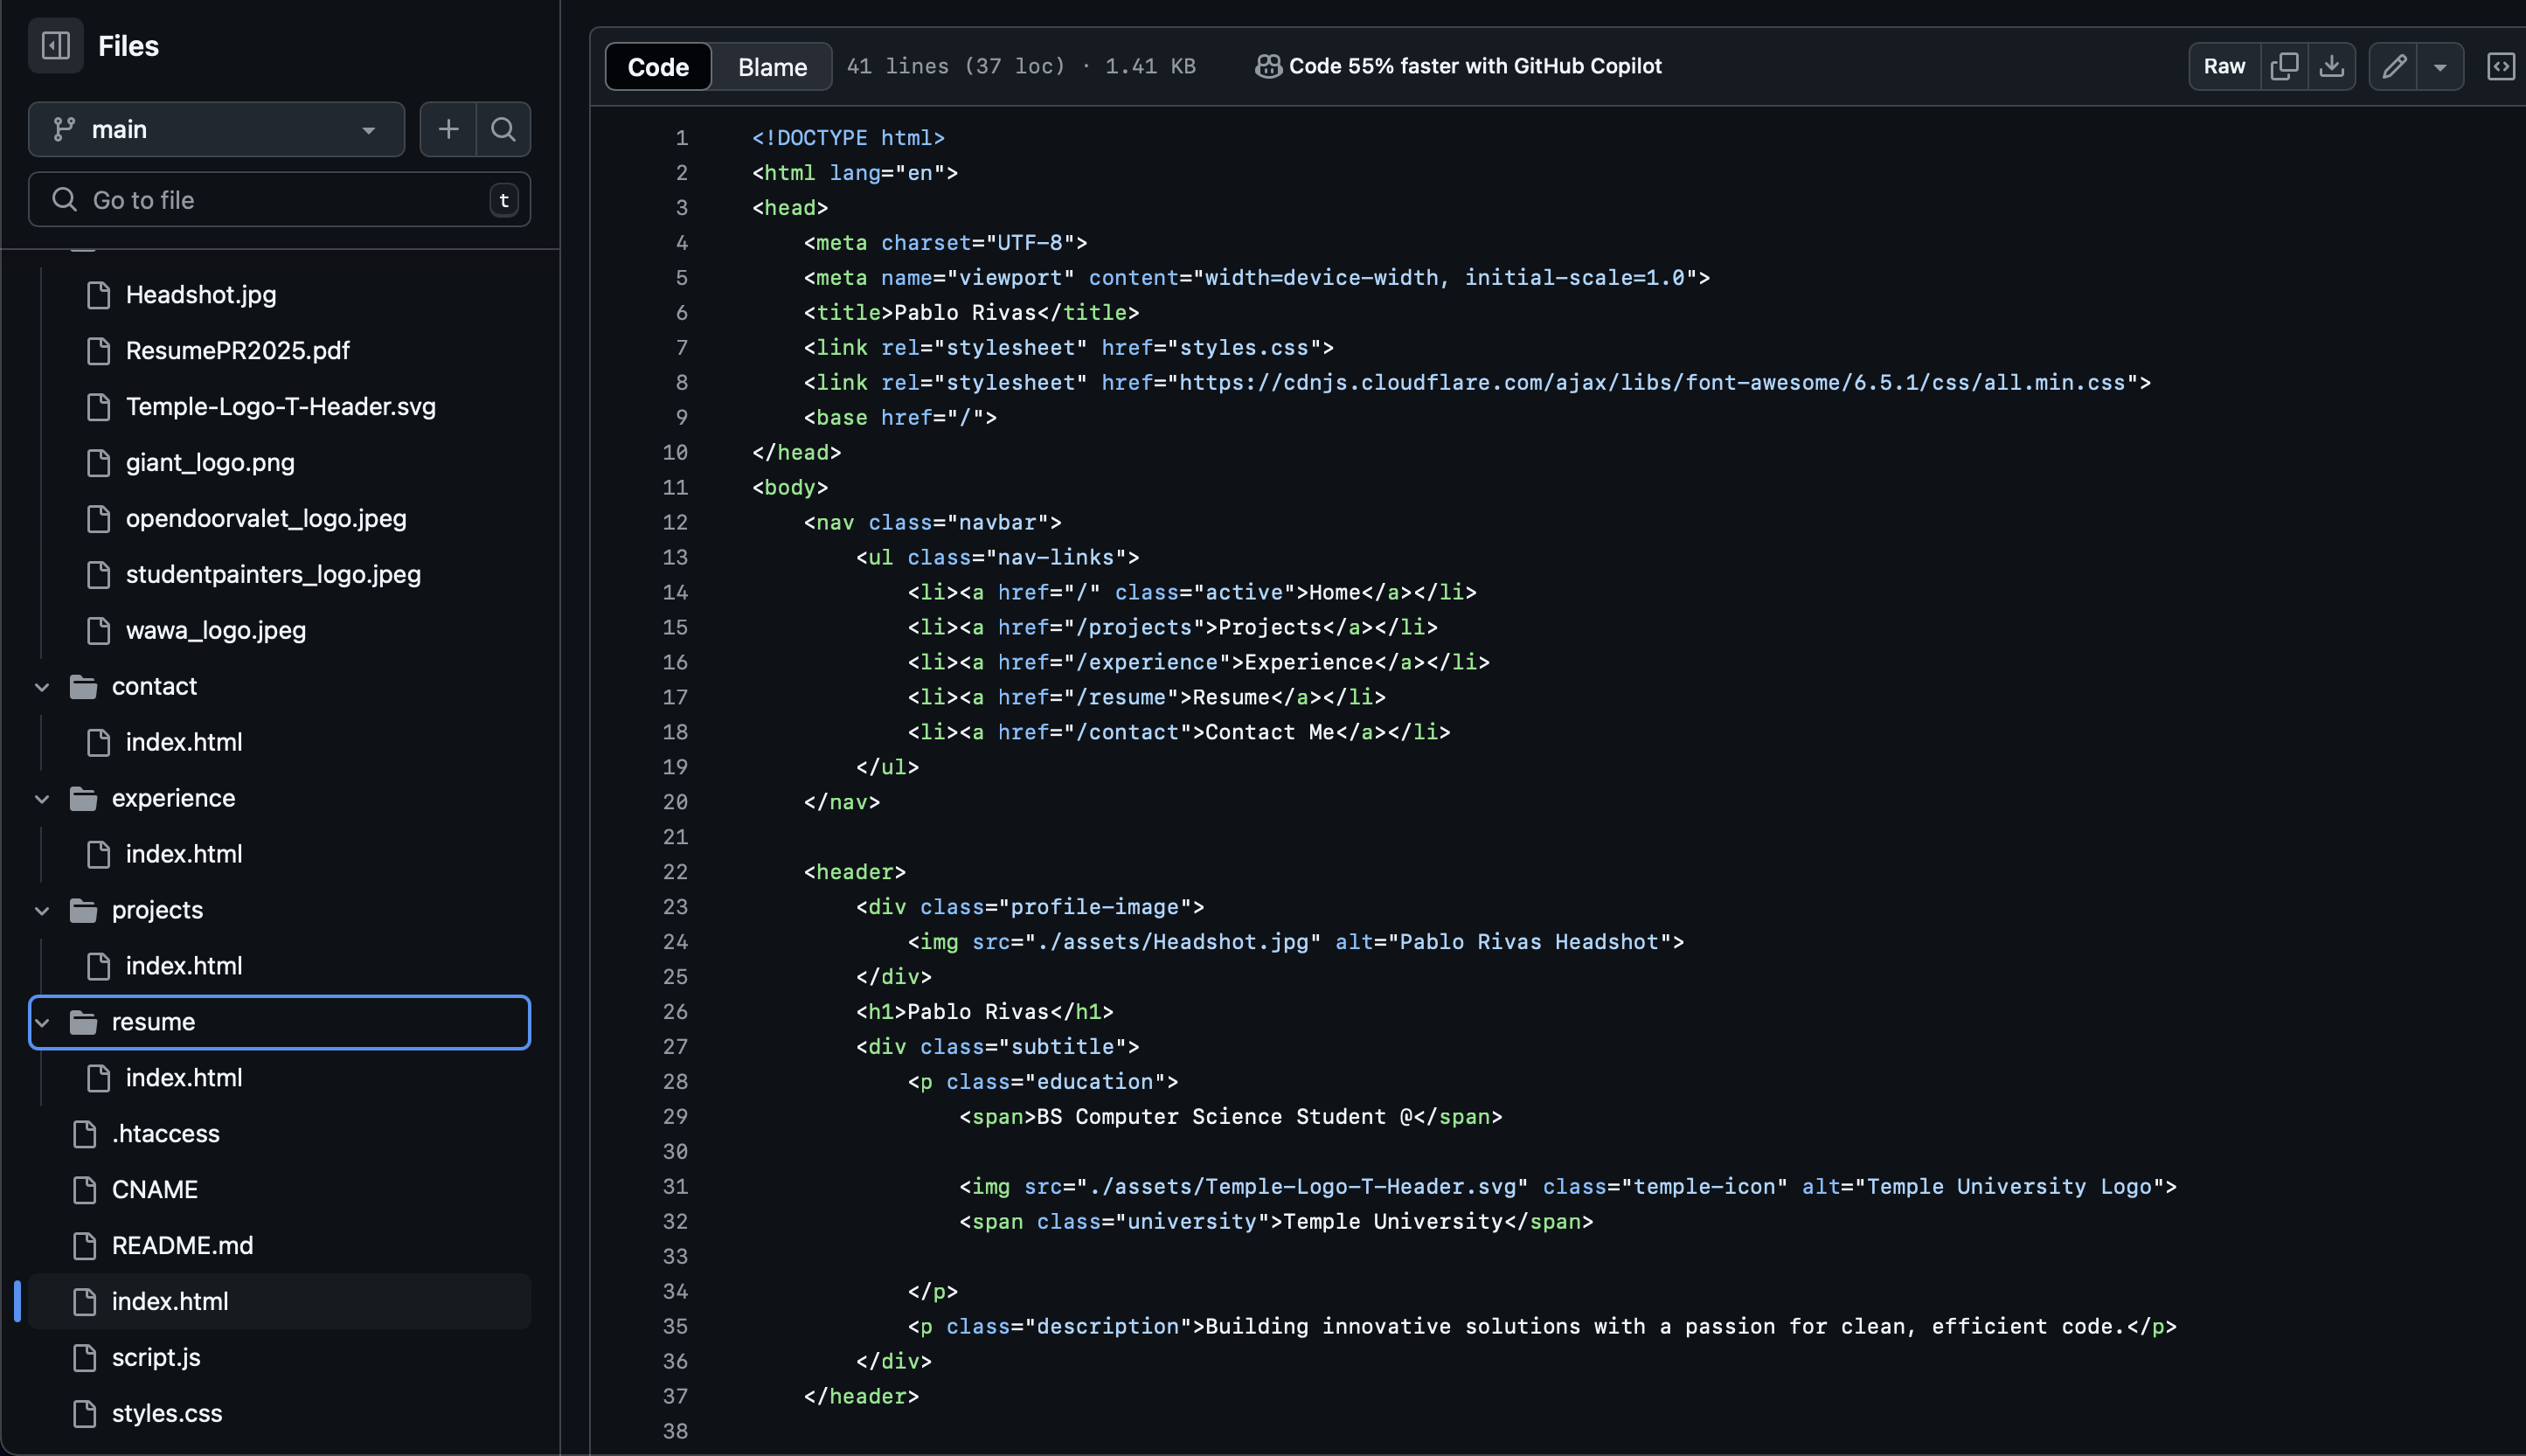 Files
main
Go to file
t
Headshot.jpg
ResumePR2025.pdf
Temple-Logo-T-Header.svg
giant_logo.png
opendoorvalet_logo.jpeg
studentpainters_logo.jpeg
wawa_logo.jpeg
contact
index.html
experience
index.html
projects
index.html
resume
index.html
.htaccess
CNAME
README.md
index.html
script.js
styles.css
Code Blame 41 lines (37 loc) · 1.41 KB Code 55% faster with GitHub Copilot Raw
1 <!DOCTYPE html>
2 <html lang="en">
3 <head>
4     <meta charset="UTF-8">
5     <meta name="viewport" content="width=device-width, initial-scale=1.0">
6     <title>Pablo Rivas</title>
7     <link rel="stylesheet" href="styles.css">
8     <link rel="stylesheet" href="https://cdnjs.cloudflare.com/ajax/libs/font-awesome/6.5.1/css/all.min.css">
9     <base href="/">
10 </head>
11 <body>
12     <nav class="navbar">
13         <ul class="nav-links">
14             <li><a href="/" class="active">Home</a></li>
15             <li><a href="/projects">Projects</a></li>
16             <li><a href="/experience">Experience</a></li>
17             <li><a href="/resume">Resume</a></li>
18             <li><a href="/contact">Contact Me</a></li>
19         </ul>
20     </nav>
21
22     <header>
23         <div class="profile-image">
24             <img src="./assets/Headshot.jpg" alt="Pablo Rivas Headshot">
25         </div>
26         <h1>Pablo Rivas</h1>
27         <div class="subtitle">
28             <p class="education">
29                 <span>BS Computer Science Student @</span>
30
31                 <img src="./assets/Temple-Logo-T-Header.svg" class="temple-icon" alt="Temple University Logo">
32                 <span class="university">Temple University</span>
33
34             </p>
35             <p class="description">Building innovative solutions with a passion for clean, efficient code.</p>
36         </div>
37     </header>
38